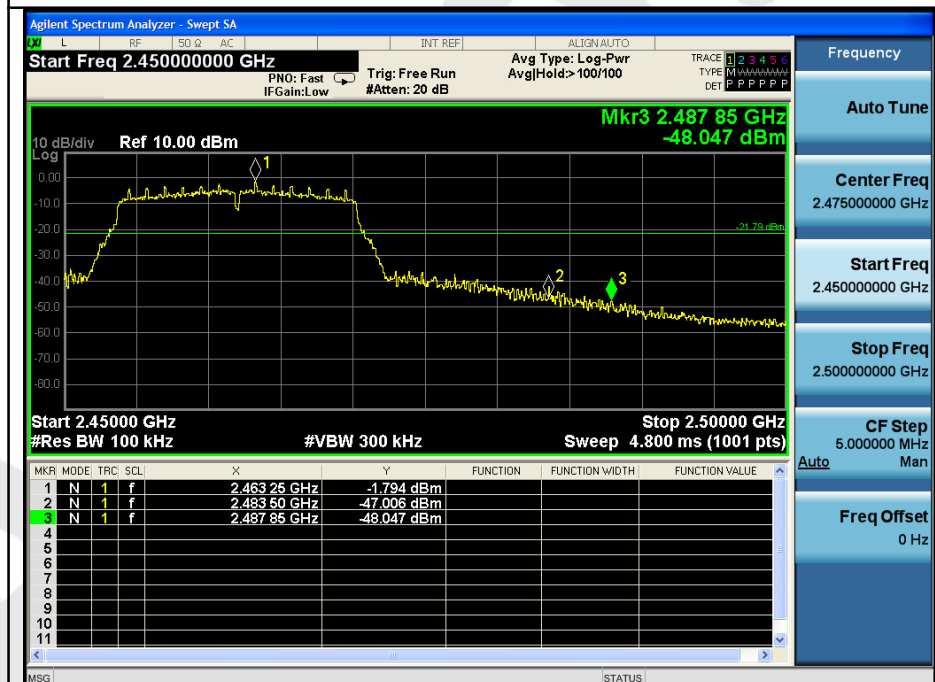 Agilent Spectrum Analyzer - Swept SA
LXI L RF 50 Ω AC INT REF ALIGN AUTO
Start Freq 2.450000000 GHz
PNO: Fast
IFGain:Low
Trig: Free Run
#Atten: 20 dB
Avg Type: Log-Pwr
Avg|Hold:>100/100
TRACE 1 2 3 4 5 6
TYPE M WWWWW
DET P P P P P P
Mkr3 2.487 85 GHz
-48.047 dBm
10 dB/div Ref 10.00 dBm
Log
0.00
-10.0
-20.0
-30.0
-40.0
-50.0
-60.0
-70.0
-80.0
1
2
3
-21.79 dBm
Start 2.45000 GHz Stop 2.50000 GHz
#Res BW 100 kHz #VBW 300 kHz Sweep 4.800 ms (1001 pts)
MKR MODE TRC SCL X Y FUNCTION FUNCTION WIDTH FUNCTION VALUE
1 N 1 f 2.463 25 GHz -1.794 dBm
2 N 1 f 2.483 50 GHz -47.006 dBm
3 N 1 f 2.487 85 GHz -48.047 dBm
4
5
6
7
8
9
10
11
MSG STATUS
Frequency
Auto Tune
Center Freq
2.475000000 GHz
Start Freq
2.450000000 GHz
Stop Freq
2.500000000 GHz
CF Step
5.000000 MHz
Auto Man
Freq Offset
0 Hz